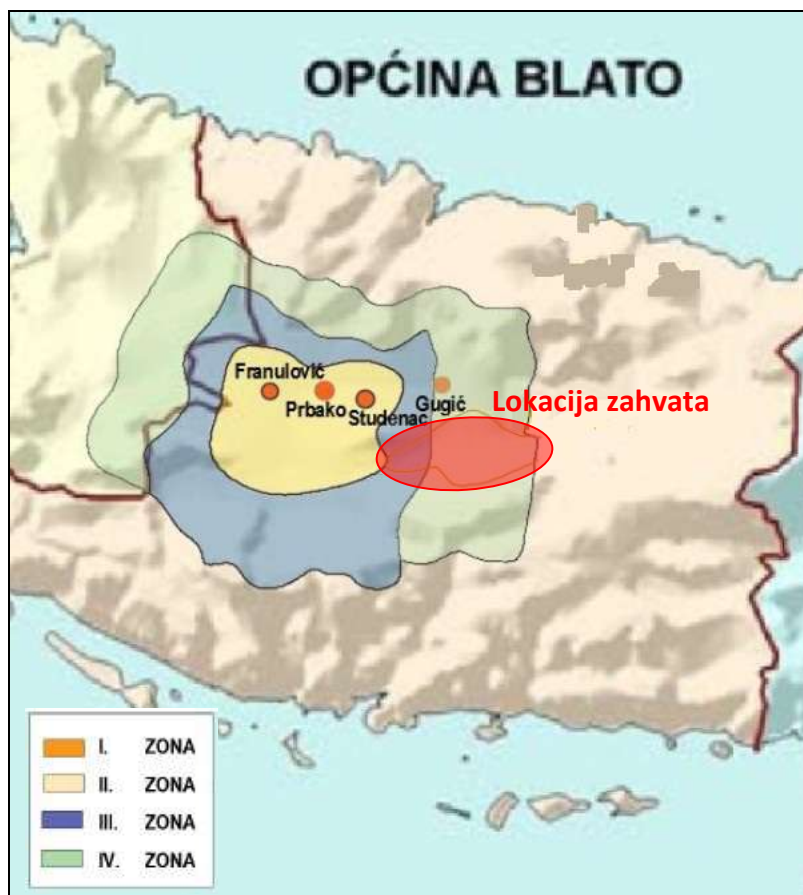 OPĆINA BLATO
Franulović
Prbako
Studenac
Gugić
Lokacija zahvata
I. ZONA
II. ZONA
III. ZONA
IV. ZONA